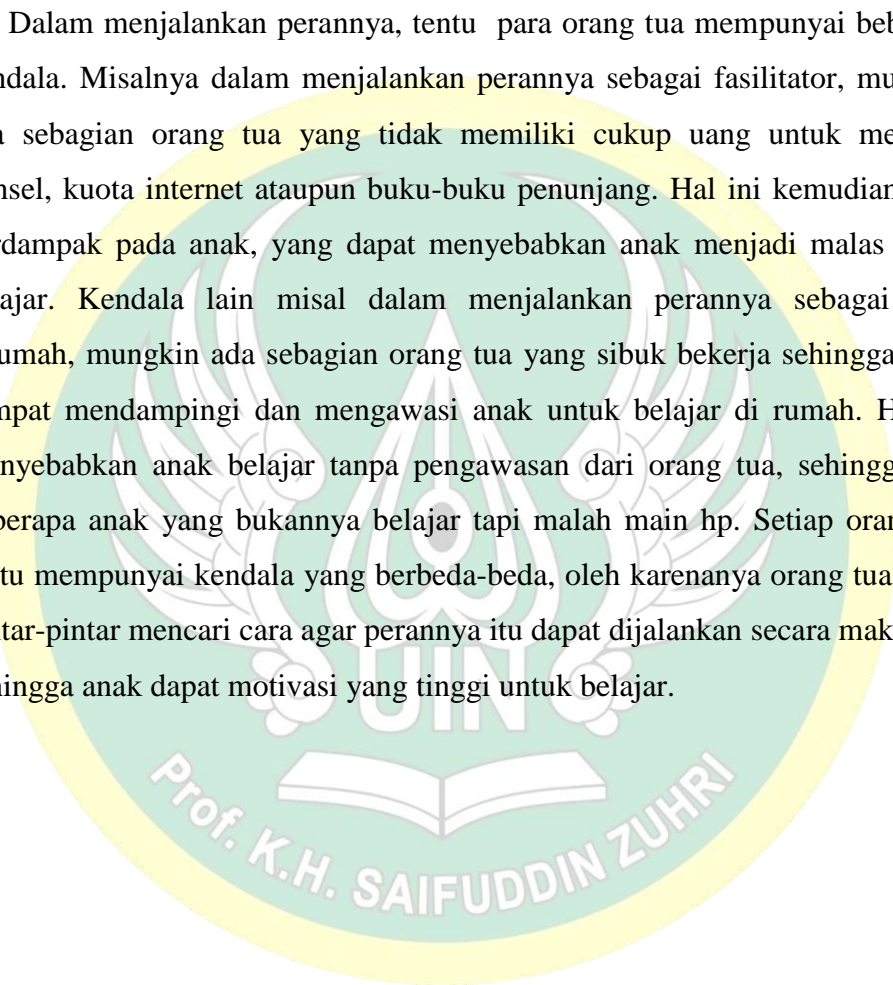 Dalam menjalankan perannya, tentu para orang tua mempunyai beb
ndala. Misalnya dalam menjalankan perannya sebagai fasilitator, mu
a sebagian orang tua yang tidak memiliki cukup uang untuk me
nsel, kuota internet ataupun buku-buku penunjang. Hal ini kemudian
rdampak pada anak, yang dapat menyebabkan anak menjadi malas
ajar. Kendala lain misal dalam menjalankan perannya sebagai
umah, mungkin ada sebagian orang tua yang sibuk bekerja sehingga
mpat mendampingi dan mengawasi anak untuk belajar di rumah. H
nyebabkan anak belajar tanpa pengawasan dari orang tua, sehingg
berapa anak yang bukannya belajar tapi malah main hp. Setiap oran
tu mempunyai kendala yang berbeda-beda, oleh karenanya orang tua
tar-pintar mencari cara agar perannya itu dapat dijalankan secara mak
hingga anak dapat motivasi yang tinggi untuk belajar.
UIN
Prof. K.H. SAIFUDDIN ZUHRI